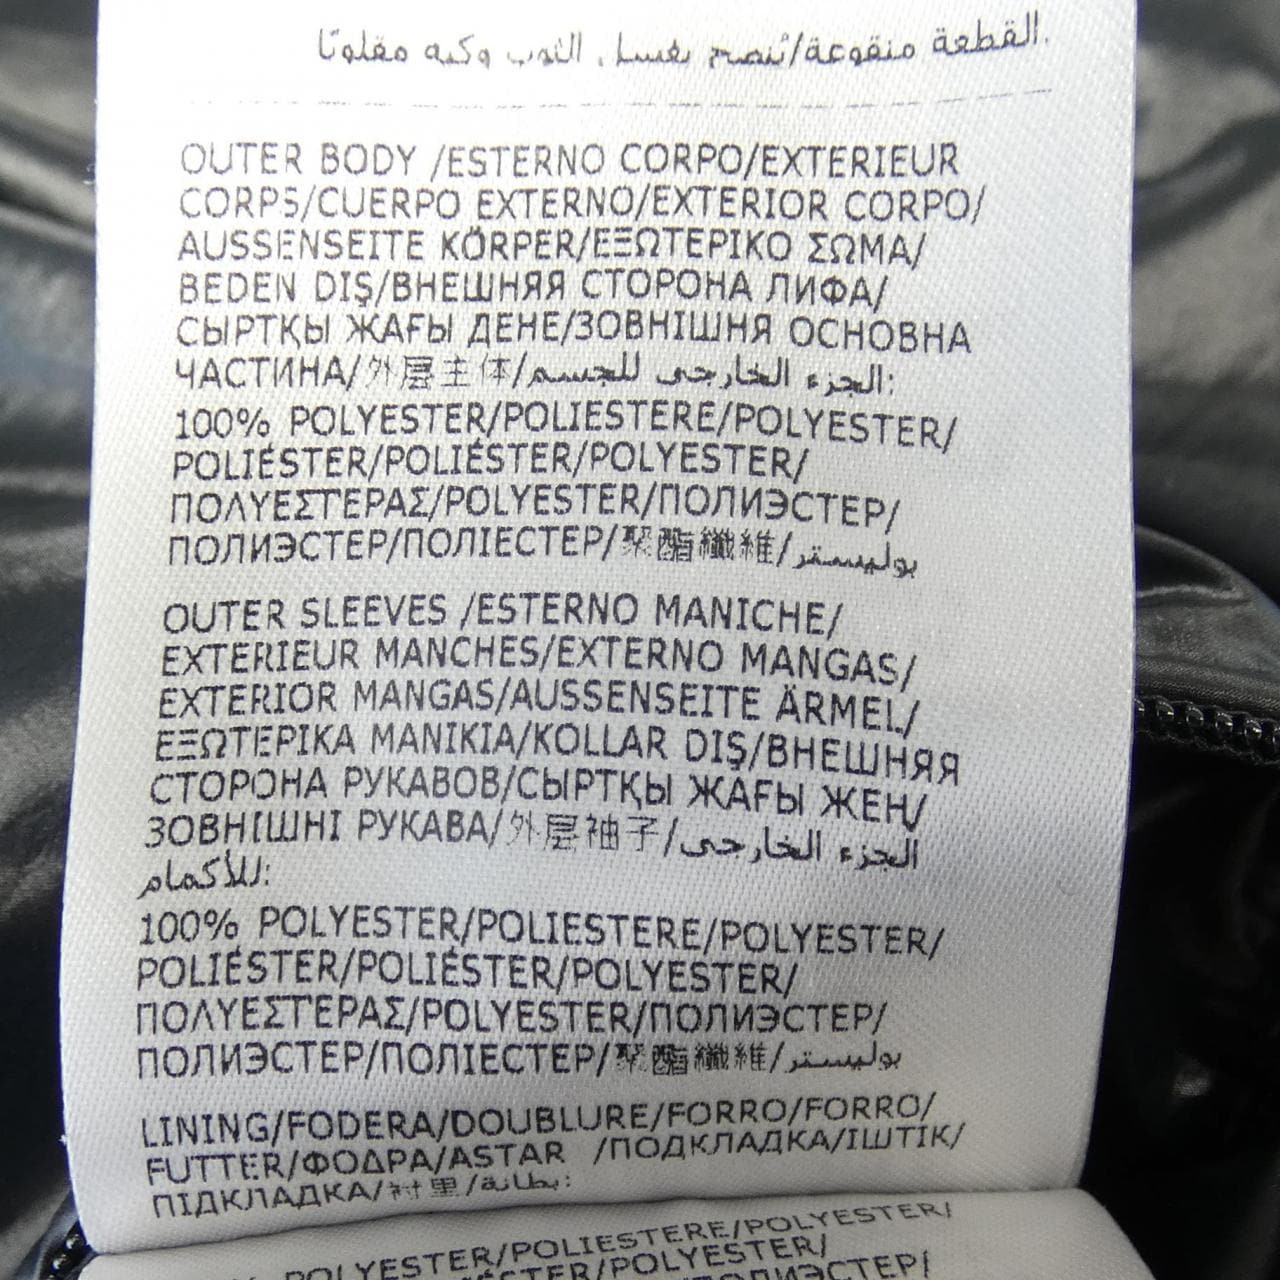 القطعة منقوعة/يُنصح بغسل الثوب وكيه مقلوبًا.
OUTER BODY /ESTERNO CORPO/EXTERIEUR
CORPS/CUERPO EXTERNO/EXTERIOR CORPO/
AUSSENSEITE KÖRPER/ΕΞΩΤΕΡΙΚΟ ΣΩΜΑ/
BEDEN DIŞ/ВНЕШНЯЯ СТОРОНА ЛИФА/
СЫРТҚЫ ЖАҒЫ ДЕНЕ/ЗОВНІШНЯ ОСНОВНА
ЧАСТИНА/外层主体/الجزء الخارجي للجسم:
100% POLYESTER/POLIESTERE/POLYESTER/
POLIÉSTER/POLIÉSTER/POLYESTER/
ΠΟΛΥΕΣΤΕΡΑΣ/POLYESTER/ПОЛИЭСТЕР/
ПОЛИЭСТЕР/ПОЛІЕСТЕР/聚酯纖維/بوليستر
OUTER SLEEVES /ESTERNO MANICHE/
EXTERIEUR MANCHES/EXTERNO MANGAS/
EXTERIOR MANGAS/AUSSENSEITE ÄRMEL/
ΕΞΩΤΕΡΙΚΑ ΜΑΝΙΚΙΑ/KOLLAR DIŞ/ВНЕШНЯЯ
СТОРОНА РУКАВОВ/СЫРТҚЫ ЖАҒЫ ЖЕҢ/
ЗОВНІШНІ РУКАВА/外层袖子/الجزء الخارجي
للأكمام:
100% POLYESTER/POLIESTERE/POLYESTER/
POLIÉSTER/POLIÉSTER/POLYESTER/
ΠΟΛΥΕΣΤΕΡΑΣ/POLYESTER/ПОЛИЭСТЕР/
ПОЛИЭСТЕР/ПОЛІЕСТЕР/聚酯纖維/بوليستر
LINING/FODERA/DOUBLURE/FORRO/FORRO/
FUTTER/ΦΟΔΡΑ/ASTAR /ПОДКЛАДКА/ІШТІК/
ПІДКЛАДКА/衬里/بطانة:
% POLYESTER/POLIESTERE/POLYESTER/
POLYESTER/